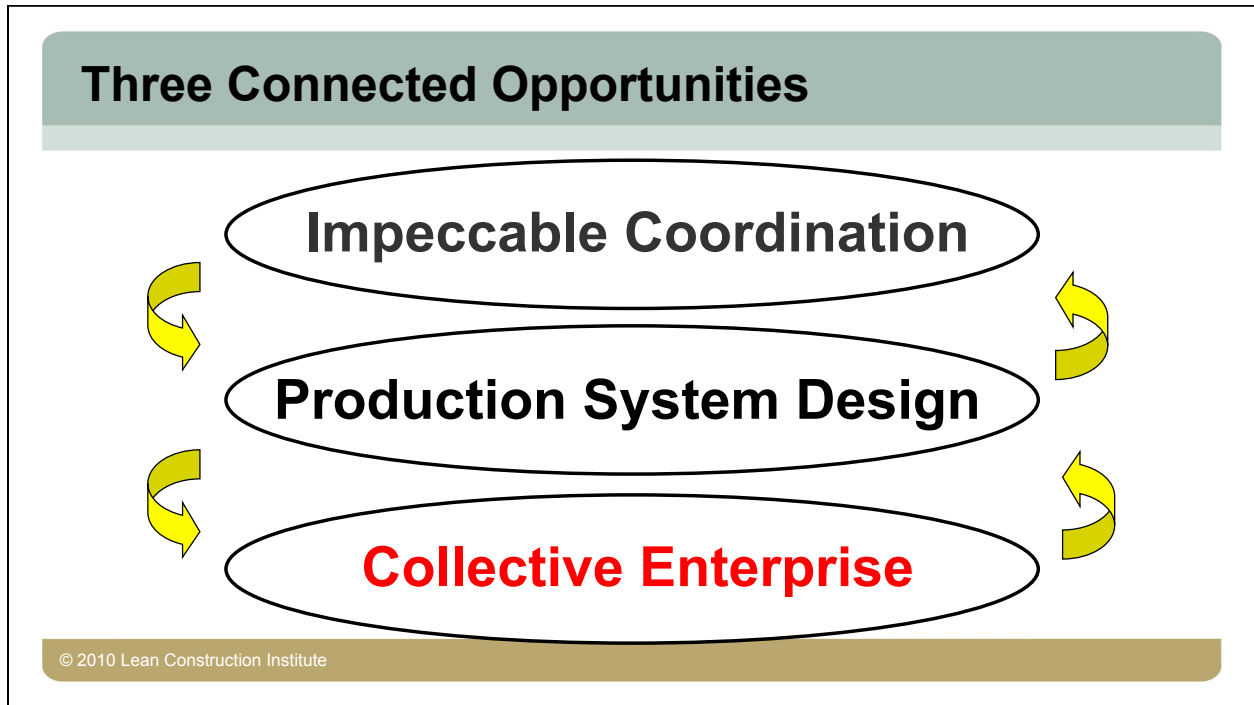 Three Connected Opportunities
Impeccable Coordination
Production System Design
Collective Enterprise
© 2010 Lean Construction Institute